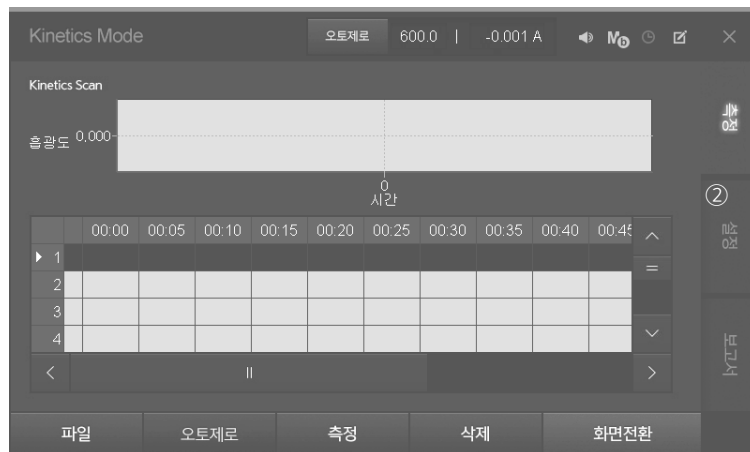 Kinetics Mode 오토제로 600.0 | -0.001 A Mb
Kinetics Scan
측정
흡광도 0.000
0
시간
②
설정
00:00 00:05 00:10 00:15 00:20 00:25 00:30 00:35 00:40 00:45
1
2
3
4
보고서
파일 오토제로 측정 삭제 화면전환